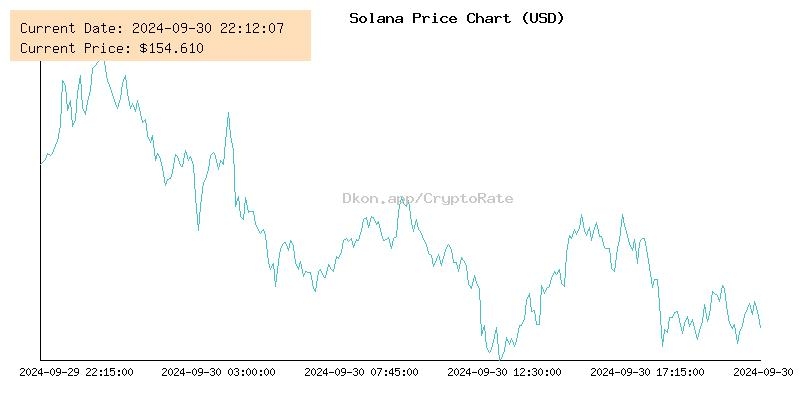 Solana Price Chart (USD)
Current Date: 2024-09-30 22:12:07
Current Price: $154.610
Dkon.app/CryptoRate
2024-09-29 22:15:00 2024-09-30 03:00:00 2024-09-30 07:45:00 2024-09-30 12:30:00 2024-09-30 17:15:00 2024-09-30